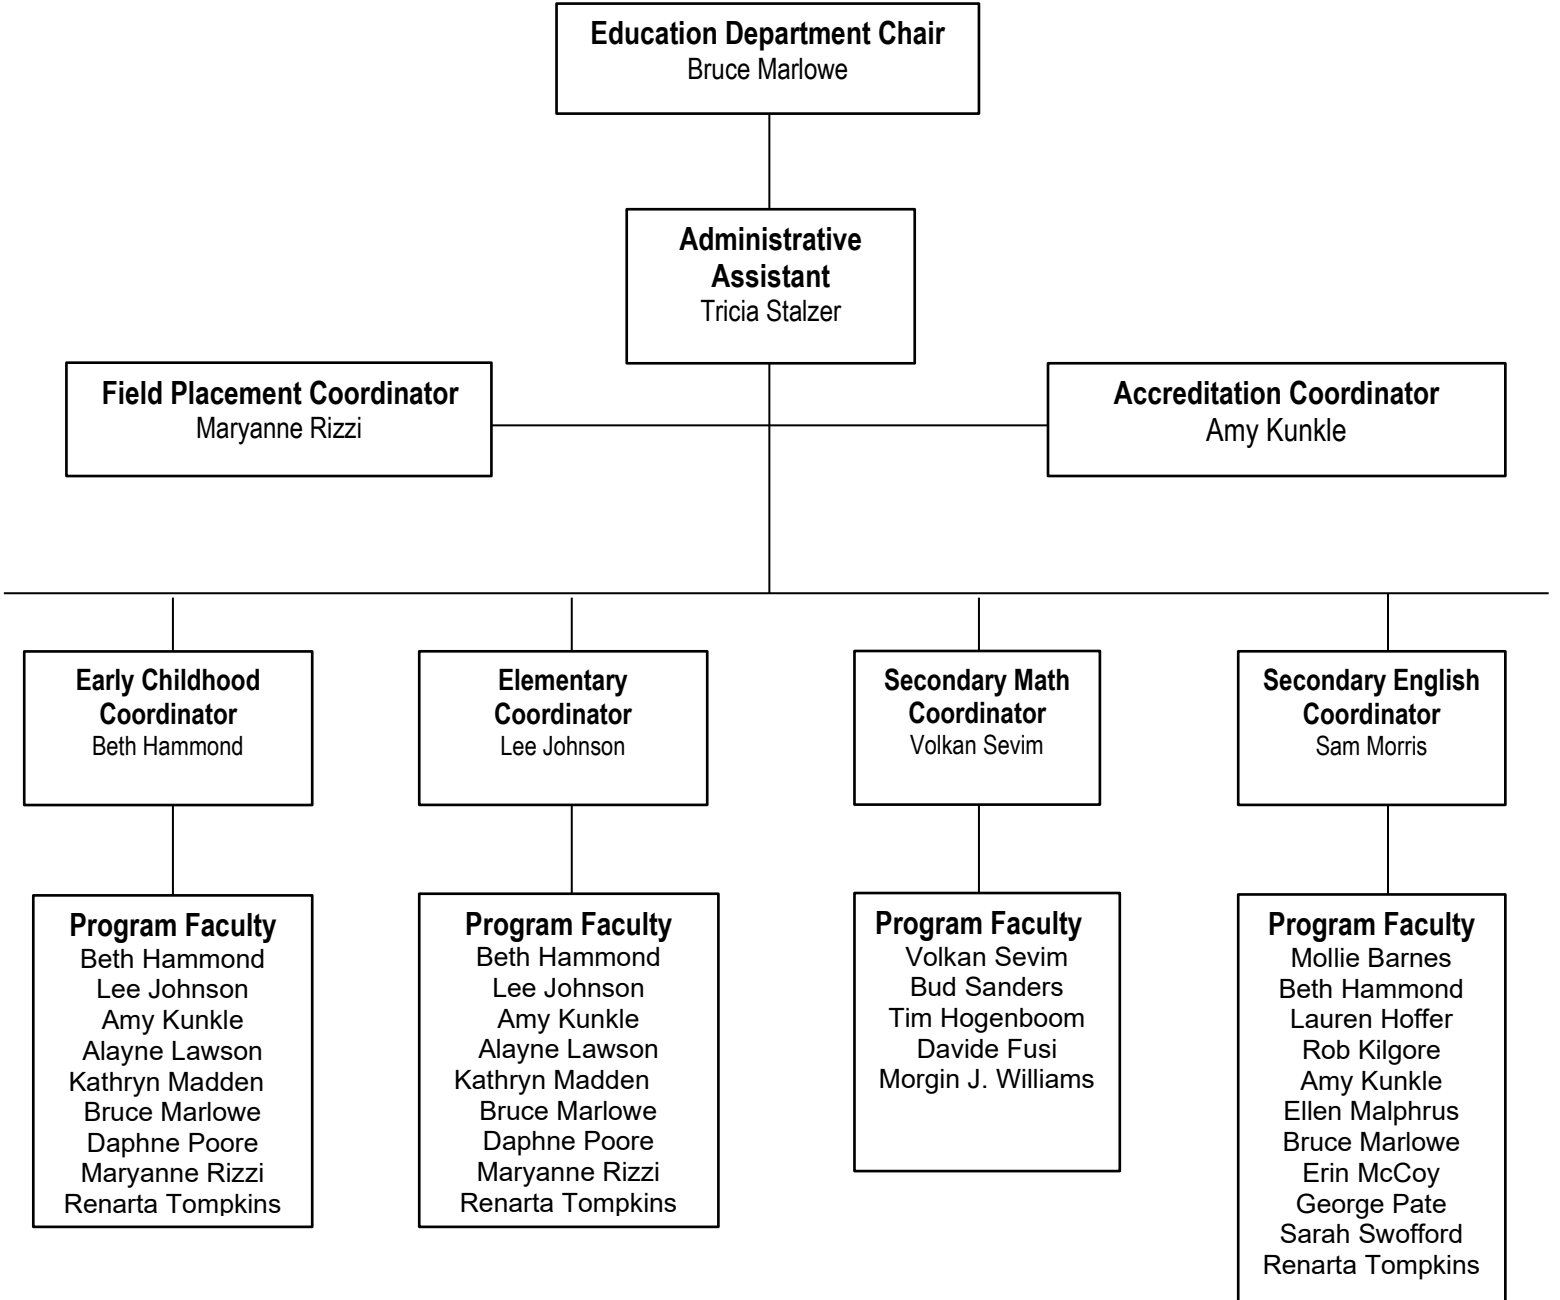 Education Department Chair
Bruce Marlowe
Administrative
Assistant
Tricia Stalzer
Field Placement Coordinator
Maryanne Rizzi
Accreditation Coordinator
Amy Kunkle
Early Childhood
Coordinator
Beth Hammond
Elementary
Coordinator
Lee Johnson
Secondary Math
Coordinator
Volkan Sevim
Secondary English
Coordinator
Sam Morris
Program Faculty
Beth Hammond
Lee Johnson
Amy Kunkle
Alayne Lawson
Kathryn Madden
Bruce Marlowe
Daphne Poore
Maryanne Rizzi
Renarta Tompkins
Program Faculty
Beth Hammond
Lee Johnson
Amy Kunkle
Alayne Lawson
Kathryn Madden
Bruce Marlowe
Daphne Poore
Maryanne Rizzi
Renarta Tompkins
Program Faculty
Volkan Sevim
Bud Sanders
Tim Hogenboom
Davide Fusi
Morgin J. Williams
Program Faculty
Mollie Barnes
Beth Hammond
Lauren Hoffer
Rob Kilgore
Amy Kunkle
Ellen Malphrus
Bruce Marlowe
Erin McCoy
George Pate
Sarah Swofford
Renarta Tompkins